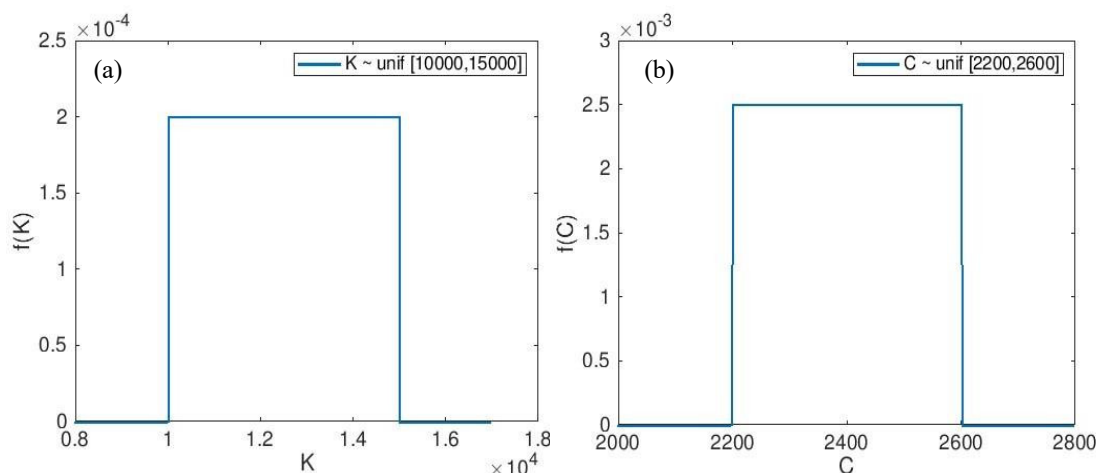 ×10⁻⁴
2.5
(a)
K ~ unif [10000,15000]
2
1.5
f(K)
1
0.5
0
0.8 1 1.2 1.4 1.6 1.8
K
×10⁴
×10⁻³
3
(b)
C ~ unif [2200,2600]
2.5
2
f(C)
1.5
1
0.5
0
2000 2200 2400 2600 2800
C